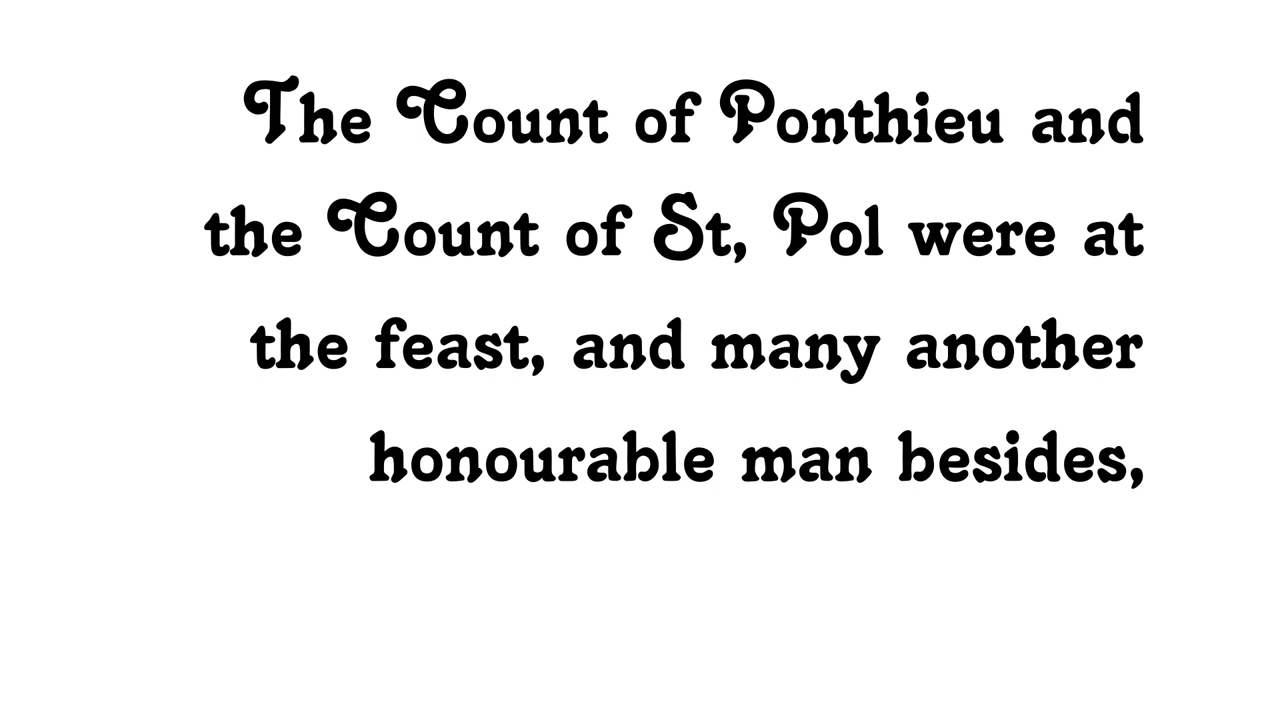 The Count of Ponthieu and
the Count of St, Pol were at
the feast, and many another
honourable man besides,